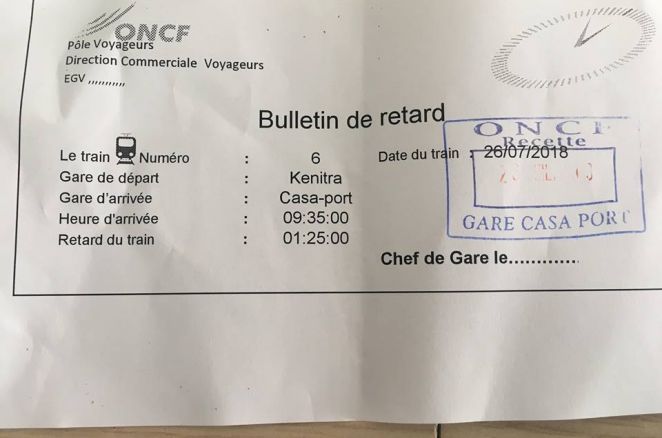 ONCF
Pôle Voyageurs
Direction Commerciale Voyageurs
EGV ,,,,,,,,,,,
Bulletin de retard
Le train Numéro : 6
Date du train : 26/07/2018
Gare de départ : Kenitra
Gare d'arrivée : Casa-port
Heure d'arrivée : 09:35:00
Retard du train : 01:25:00
ONCF
Recette
GARE CASA PORT
Chef de Gare le............